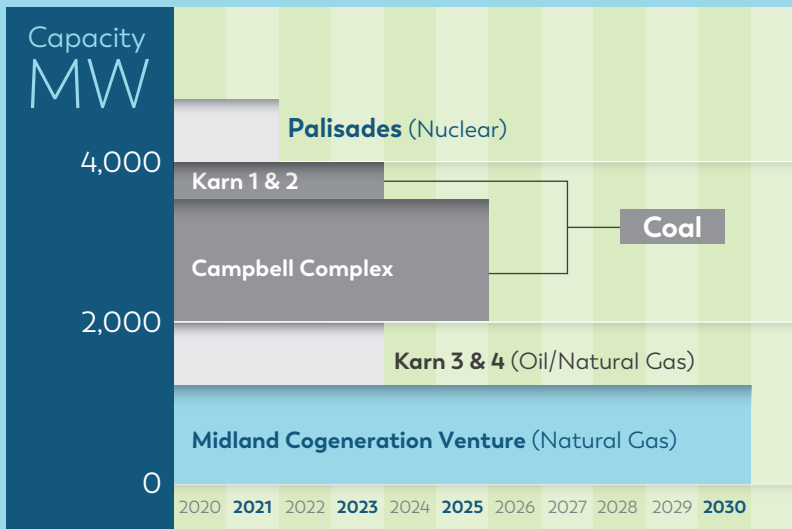 Capacity
MW
Palisades (Nuclear)
4,000
Karn 1 & 2
Coal
Campbell Complex
2,000
Karn 3 & 4 (Oil/Natural Gas)
Midland Cogeneration Venture (Natural Gas)
0
2020 2021 2022 2023 2024 2025 2026 2027 2028 2029 2030